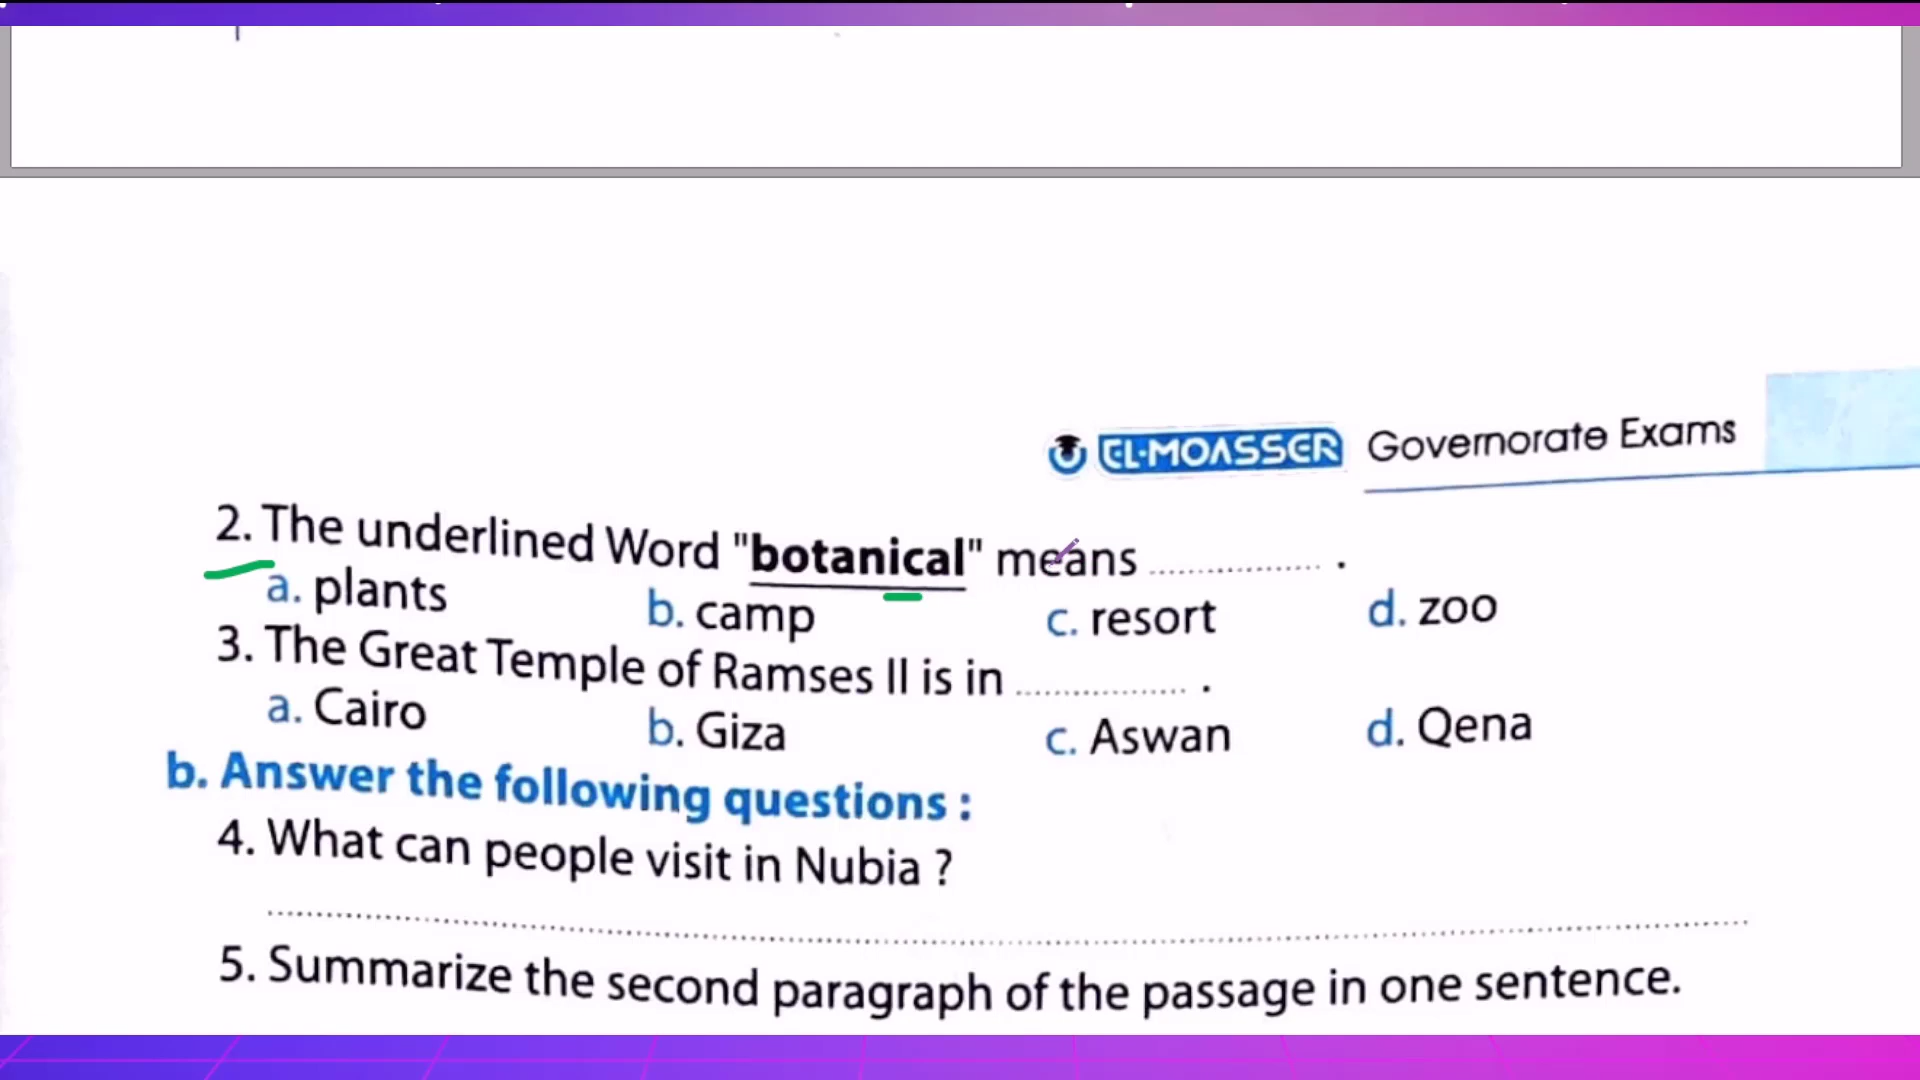 EL-MOASSER Governorate Exams
2. The underlined Word "botanical" means .................. .
a. plants b. camp c. resort d. zoo
3. The Great Temple of Ramses II is in .................. .
a. Cairo b. Giza c. Aswan d. Qena
b. Answer the following questions :
4. What can people visit in Nubia ?
5. Summarize the second paragraph of the passage in one sentence.